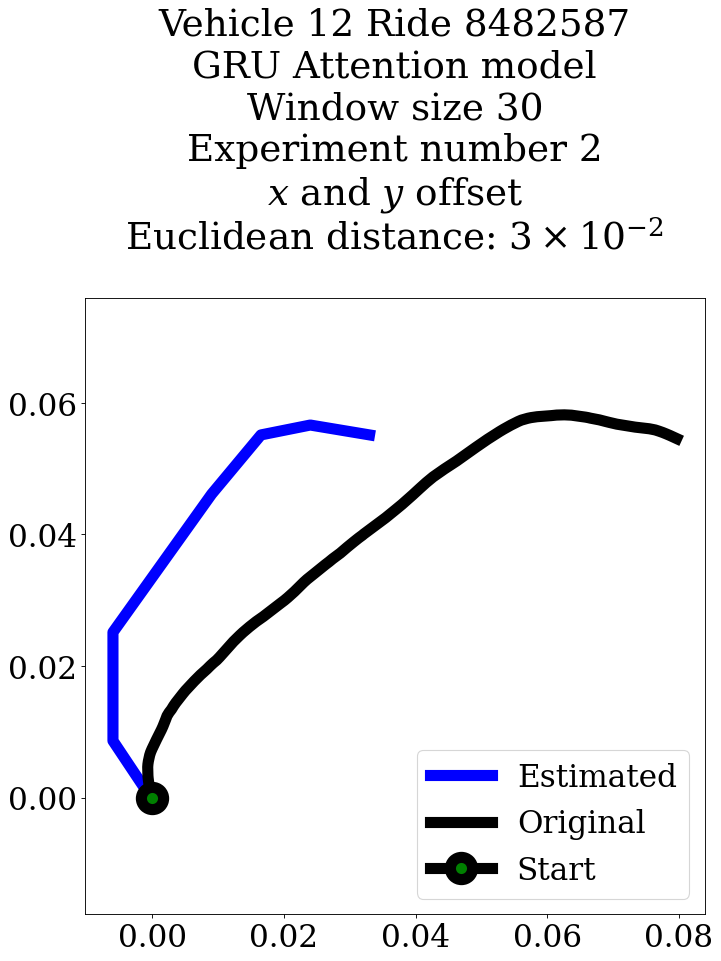 Vehicle 12 Ride 8482587
GRU Attention model
Window size 30
Experiment number 2
x and y offset
Euclidean distance: 3 × 10⁻²
0.06
0.04
0.02
0.00
Estimated
Original
Start
0.00 0.02 0.04 0.06 0.08